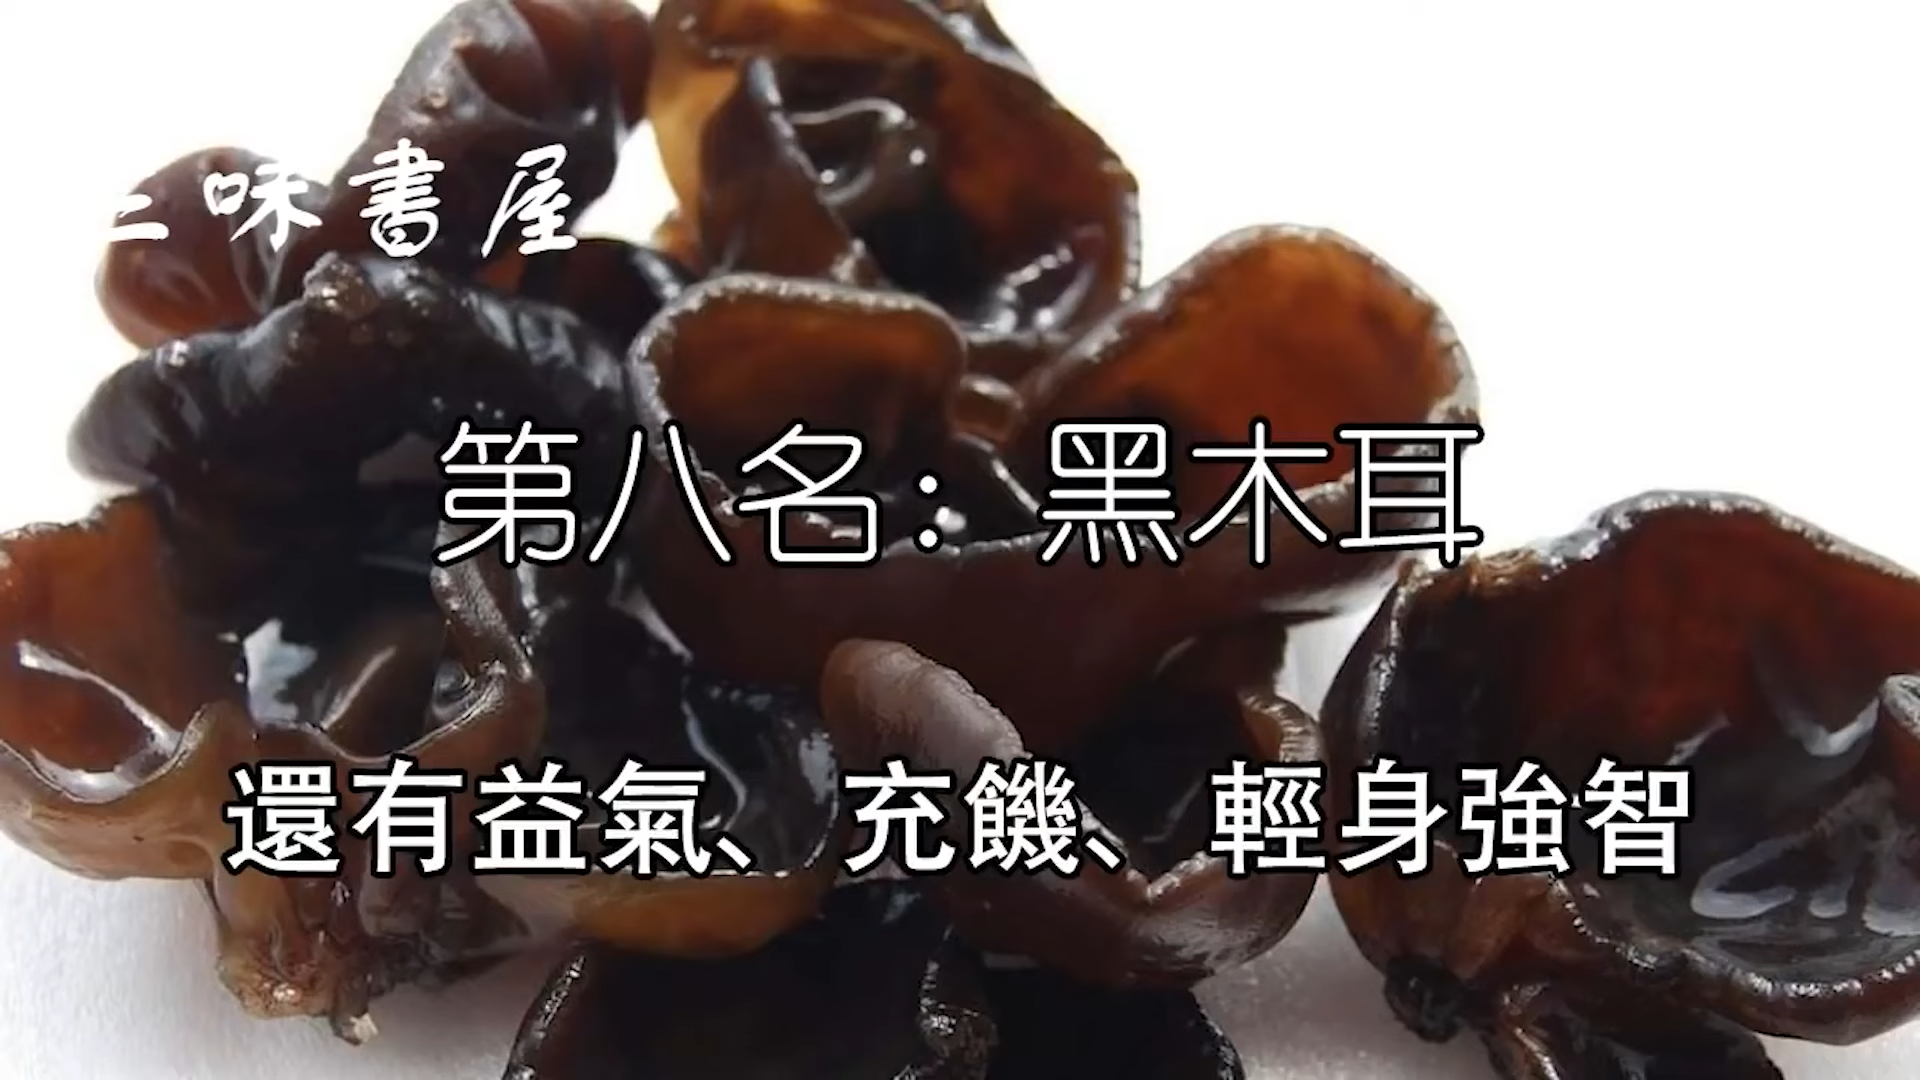 三味書屋
第八名：黑木耳
還有益氣、充饑、輕身強智